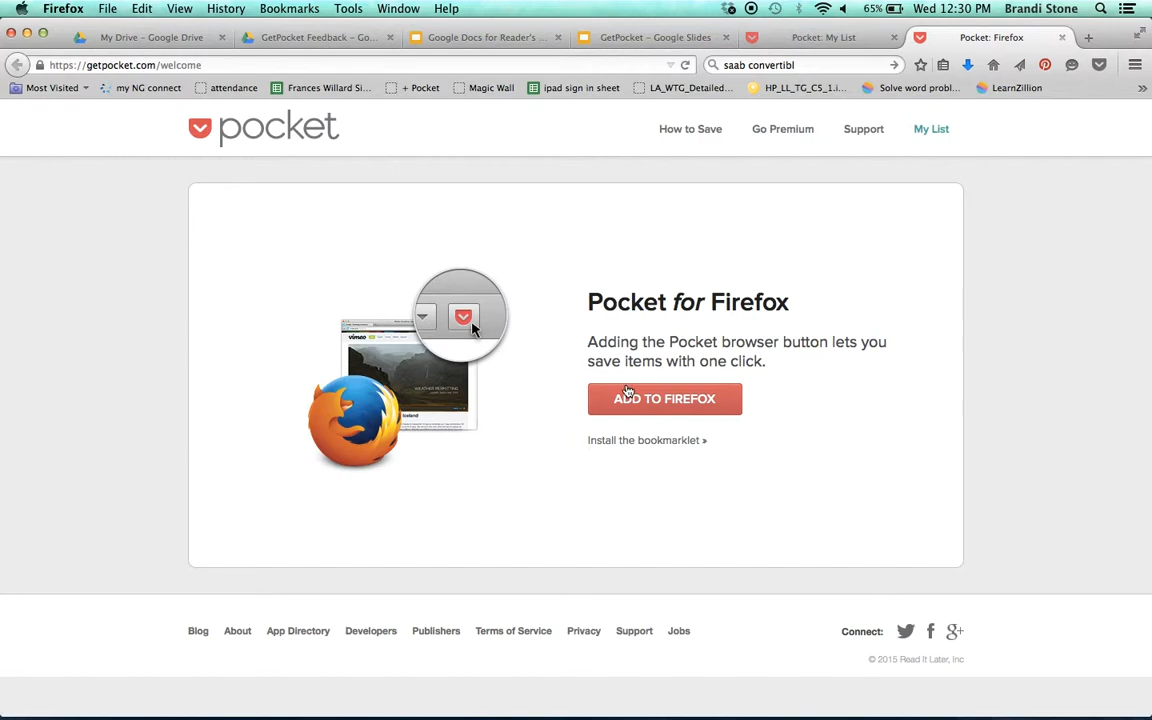 Firefox File Edit View History Bookmarks Tools Window Help 65% Wed 12:30 PM Brandi Stone
My Drive – Google Drive GetPocket Feedback – Go... Google Docs for Reader's ... GetPocket – Google Slides Pocket: My List Pocket: Firefox
https://getpocket.com/welcome saab convertibl
Most Visited my NG connect attendance Frances Willard Si... + Pocket Magic Wall ipad sign in sheet LA_WTG_Detailed... HP_LL_TG_C5_1.i... Solve word probl... LearnZillion
pocket How to Save Go Premium Support My List
vimeo
Pocket for Firefox
Adding the Pocket browser button lets you
save items with one click.
ADD TO FIREFOX
Install the bookmarklet »
Blog About App Directory Developers Publishers Terms of Service Privacy Support Jobs Connect:
© 2015 Read It Later, Inc